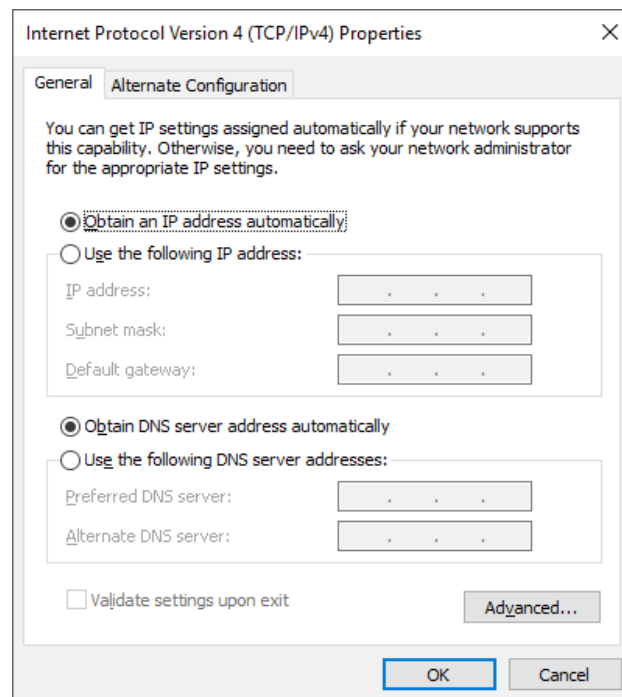 Internet Protocol Version 4 (TCP/IPv4) Properties
General
Alternate Configuration
You can get IP settings assigned automatically if your network supports
this capability. Otherwise, you need to ask your network administrator
for the appropriate IP settings.
Obtain an IP address automatically
Use the following IP address:
IP address:
Subnet mask:
Default gateway:
Obtain DNS server address automatically
Use the following DNS server addresses:
Preferred DNS server:
Alternate DNS server:
Validate settings upon exit
Advanced...
OK
Cancel